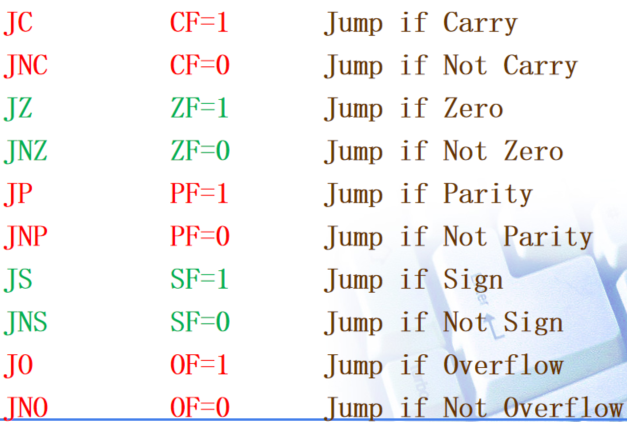 JC CF=1 Jump if Carry
JNC CF=0 Jump if Not Carry
JZ ZF=1 Jump if Zero
JNZ ZF=0 Jump if Not Zero
JP PF=1 Jump if Parity
JNP PF=0 Jump if Not Parity
JS SF=1 Jump if Sign
JNS SF=0 Jump if Not Sign
JO OF=1 Jump if Overflow
JNO OF=0 Jump if Not Overflow